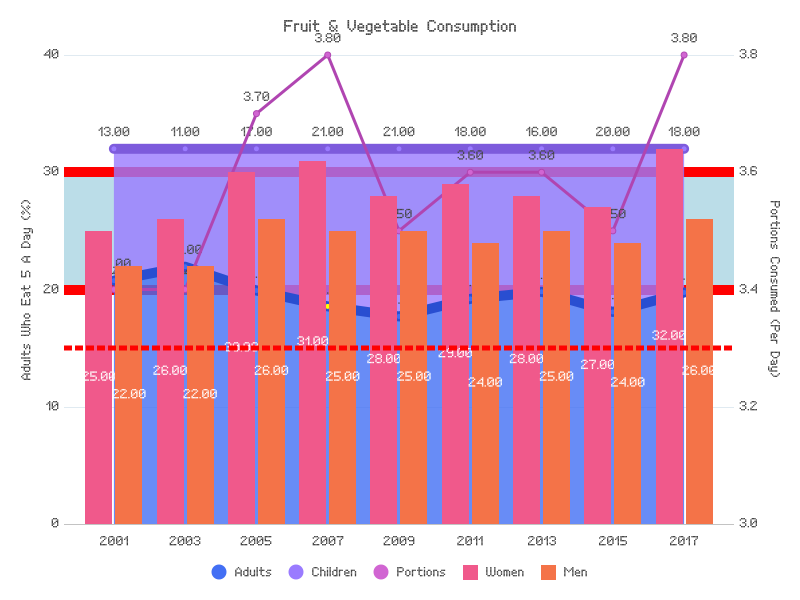 Fruit & Vegetable Consumption
3.80 3.80
40 3.8
3.70
13.00 11.00 17.00 21.00 21.00 18.00 16.00 20.00 18.00
3.60 3.60
30 3.6
Adults Who Eat 5 A Day (%)
Portions Consumed (Per Day)
20 3.4
31.00 32.00
28.00 29.00 28.00 27.00
25.00 26.00 26.00 25.00 25.00 24.00 25.00 24.00 26.00
22.00 22.00
10 3.2
0 3.0
2001 2003 2005 2007 2009 2011 2013 2015 2017
Adults Children Portions Women Men